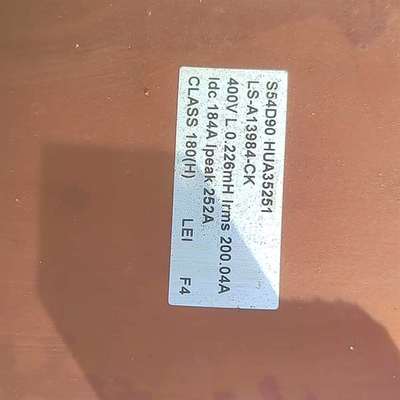 S54D90 HUA35251
LS-A13984-CK
400V L 0.226mH Irms 200.04A
Idc 184A Ipeak 252A
CLASS 180(H) LEI F4